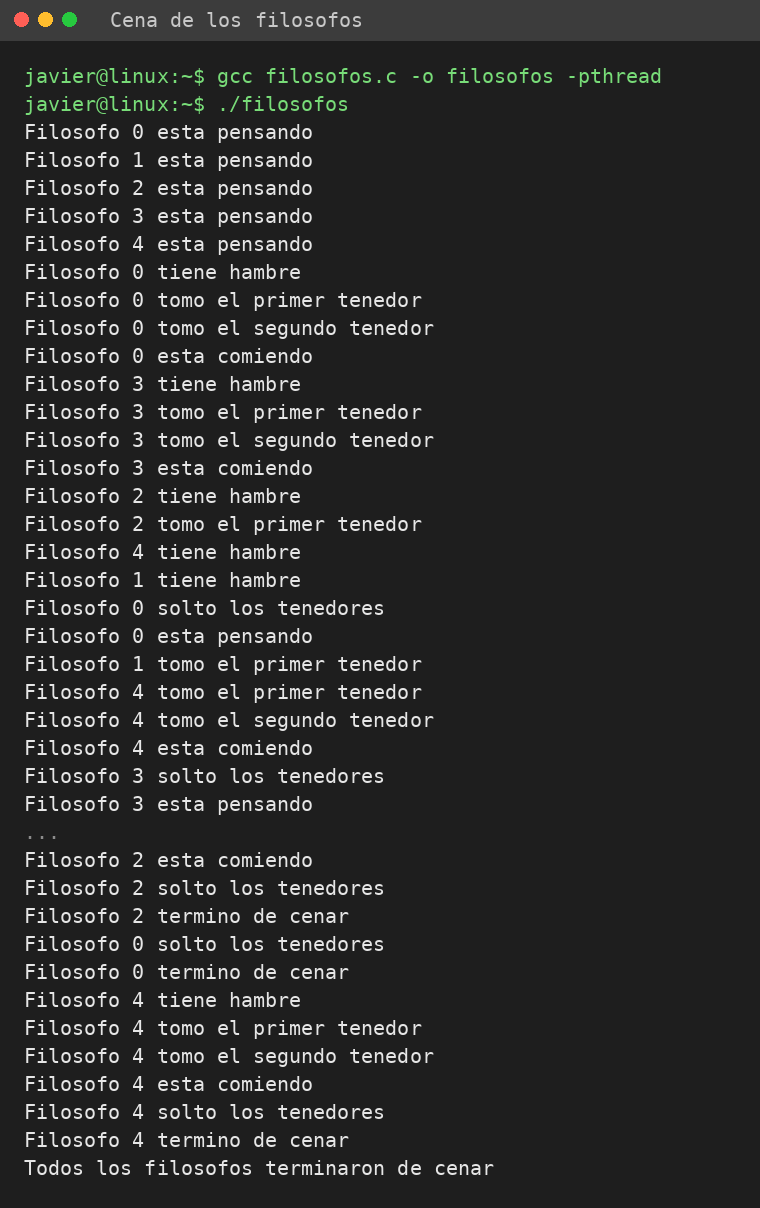 Cena de los filosofos
javier@linux:~$ gcc filosofos.c -o filosofos -pthread
javier@linux:~$ ./filosofos
Filosofo 0 esta pensando
Filosofo 1 esta pensando
Filosofo 2 esta pensando
Filosofo 3 esta pensando
Filosofo 4 esta pensando
Filosofo 0 tiene hambre
Filosofo 0 tomo el primer tenedor
Filosofo 0 tomo el segundo tenedor
Filosofo 0 esta comiendo
Filosofo 3 tiene hambre
Filosofo 3 tomo el primer tenedor
Filosofo 3 tomo el segundo tenedor
Filosofo 3 esta comiendo
Filosofo 2 tiene hambre
Filosofo 2 tomo el primer tenedor
Filosofo 4 tiene hambre
Filosofo 1 tiene hambre
Filosofo 0 solto los tenedores
Filosofo 0 esta pensando
Filosofo 1 tomo el primer tenedor
Filosofo 4 tomo el primer tenedor
Filosofo 4 tomo el segundo tenedor
Filosofo 4 esta comiendo
Filosofo 3 solto los tenedores
Filosofo 3 esta pensando
...
Filosofo 2 esta comiendo
Filosofo 2 solto los tenedores
Filosofo 2 termino de cenar
Filosofo 0 solto los tenedores
Filosofo 0 termino de cenar
Filosofo 4 tiene hambre
Filosofo 4 tomo el primer tenedor
Filosofo 4 tomo el segundo tenedor
Filosofo 4 esta comiendo
Filosofo 4 solto los tenedores
Filosofo 4 termino de cenar
Todos los filosofos terminaron de cenar